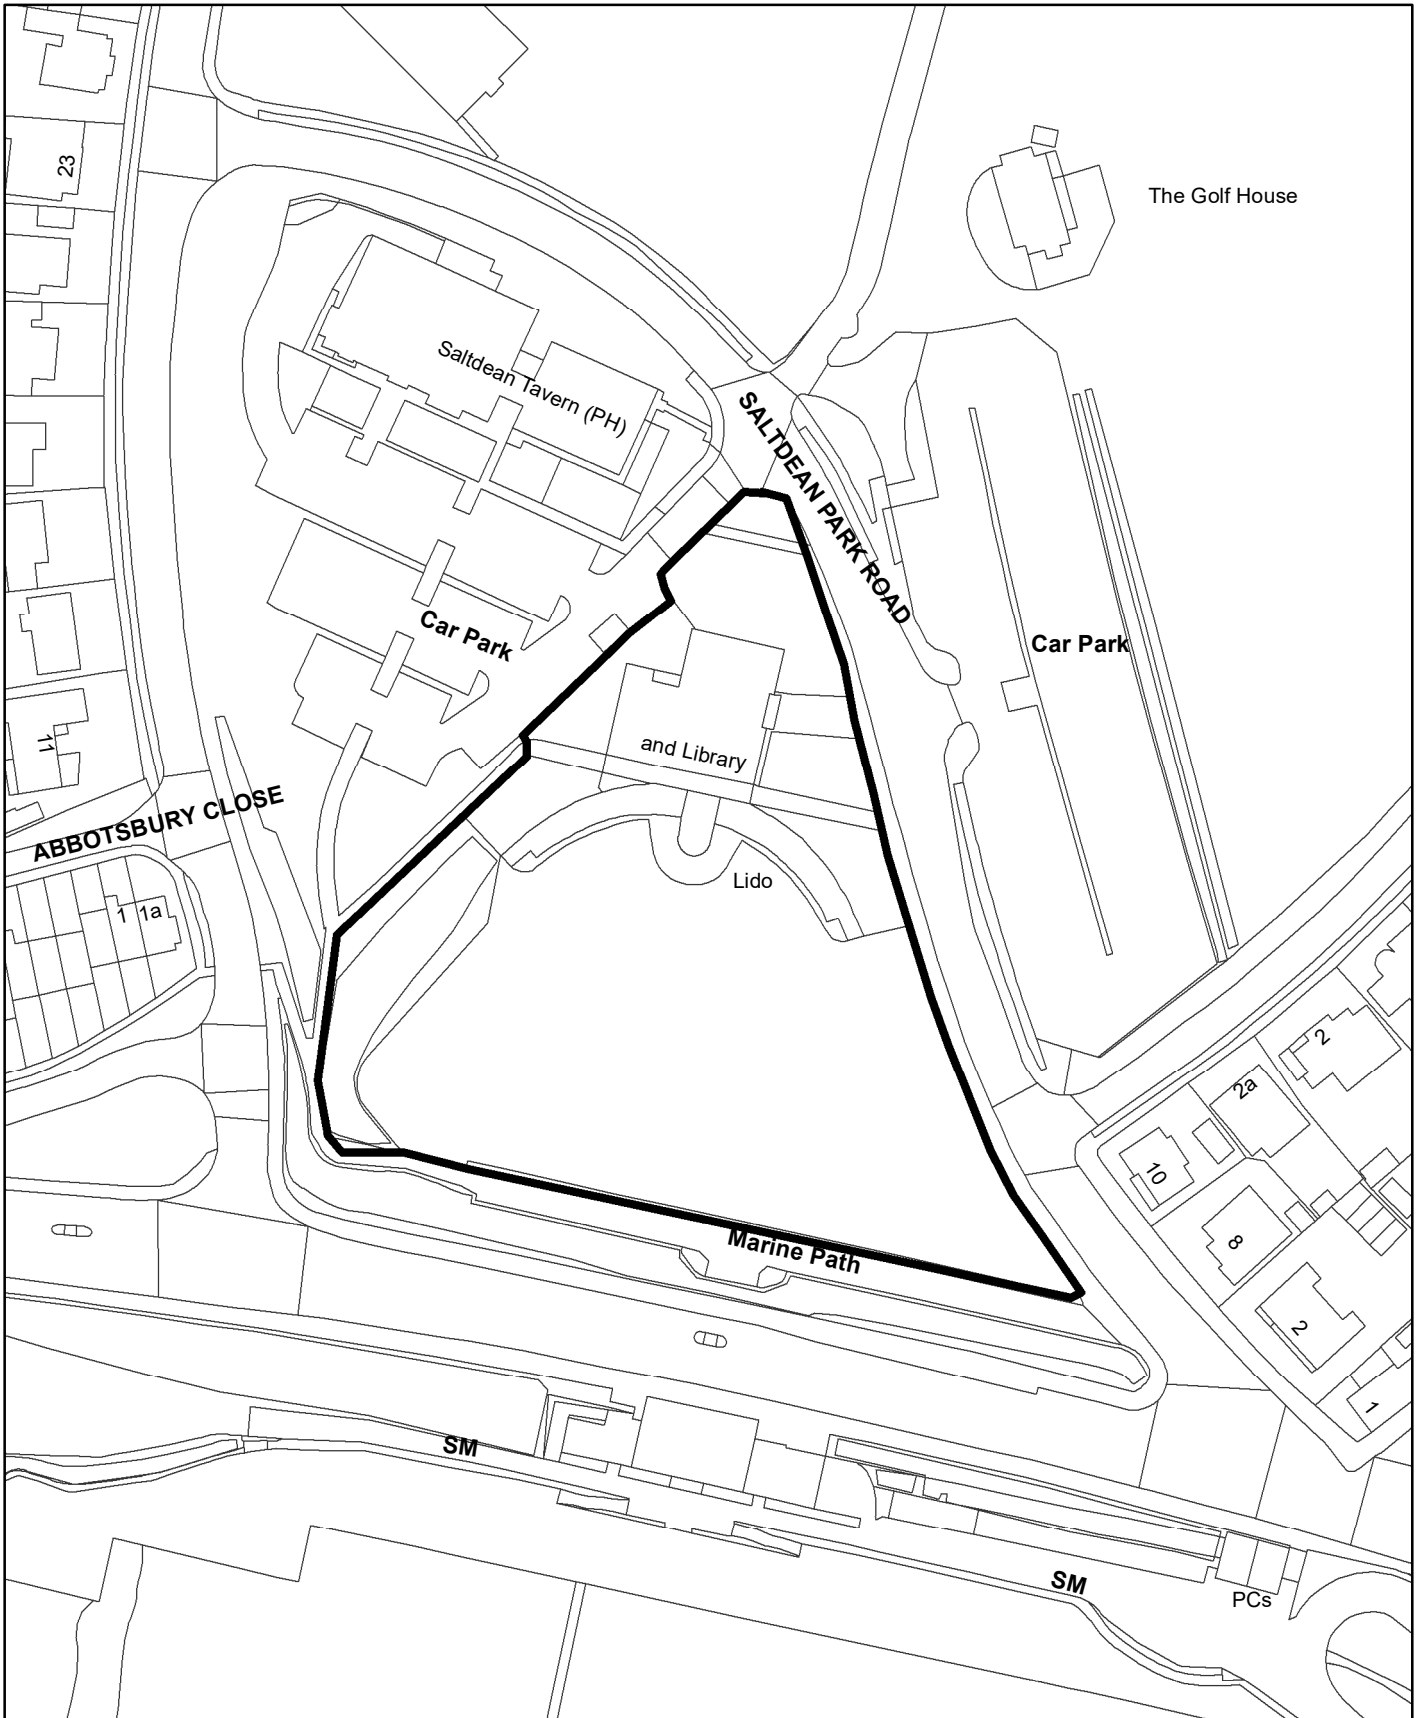 23
The Golf House
Saltdean Tavern (PH)
SALTDEAN PARK ROAD
Car Park
Car Park
11
and Library
ABBOTSBURY CLOSE
Lido
1
1a
2
2a
10
8
Marine Path
2
1
SM
SM
PCs